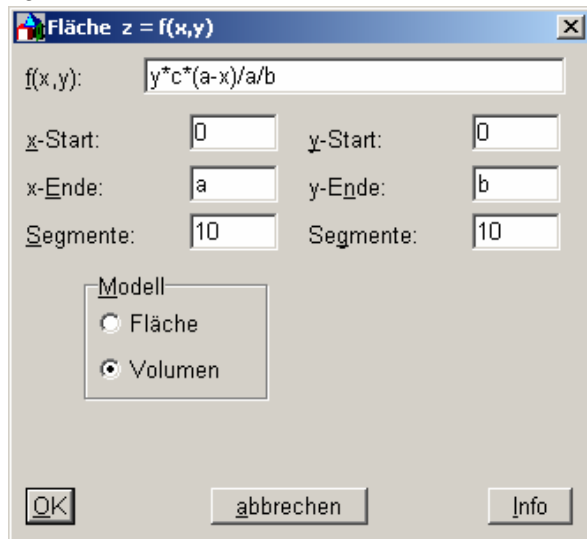 Fläche z = f(x,y)
f(x,y): y*c*(a-x)/a/b
x-Start: 0 y-Start: 0
x-Ende: a y-Ende: b
Segmente: 10 Segmente: 10
Modell
Fläche
Volumen
OK abbrechen Info